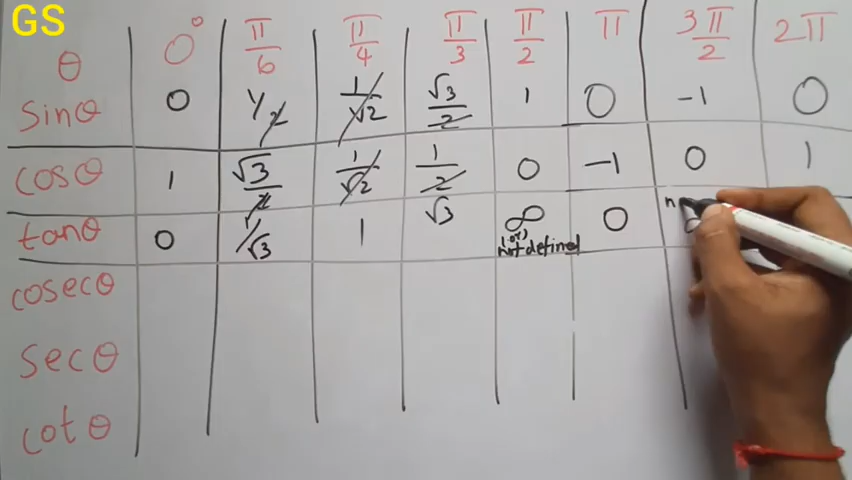 GS
θ 0° π/6 π/4 π/3 π/2 π 3π/2 2π
sinθ 0 1/2 1/√2 √3/2 1 0 -1 0
cosθ 1 √3/2 1/√2 1/2 0 -1 0 1
tanθ 0 1/√3 1 √3 ∞ (or) not defined 0 n
cosecθ
secθ
cotθ